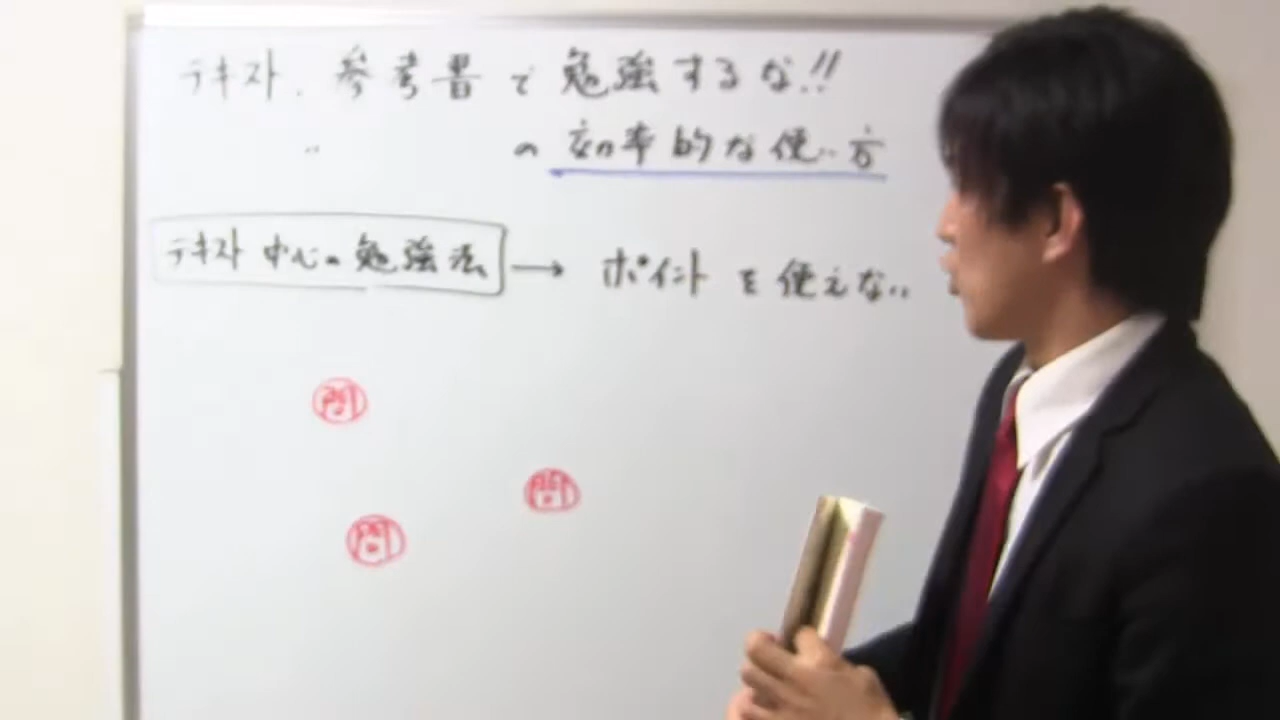 テキスト、参考書で勉強するな!!
〃 の効率的な使い方
テキスト中心の勉強法 → ポイントを使えない
問
問
問